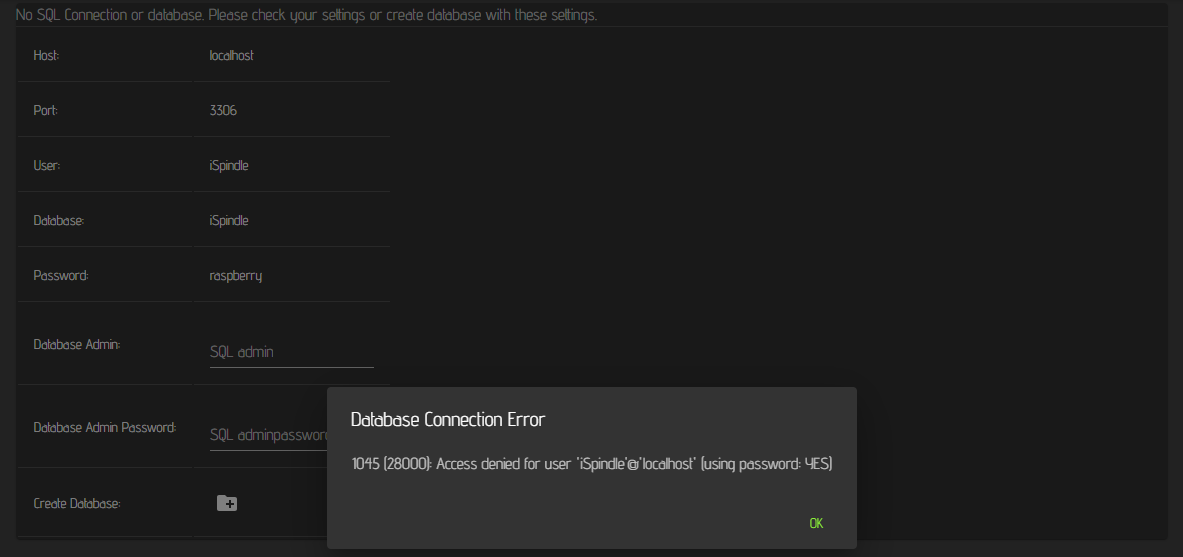 No SQL Connection or database. Please check your settings or create database with these settings.
Host: localhost
Port: 3306
User: iSpindle
Database: iSpindle
Password: raspberry
Database Admin: SQL admin
Database Admin Password: SQL adminpassword
Create Database:
Database Connection Error
1045 (28000): Access denied for user 'iSpindle'@'localhost' (using password: YES)
OK